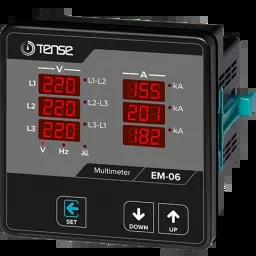 TENSE
V A
L1 220 L1-L2 155 kA
L2 220 L2-L3 201 kA
L3 220 L3-L1 182 kA
V Hz
Multimeter EM-06
SET DOWN UP